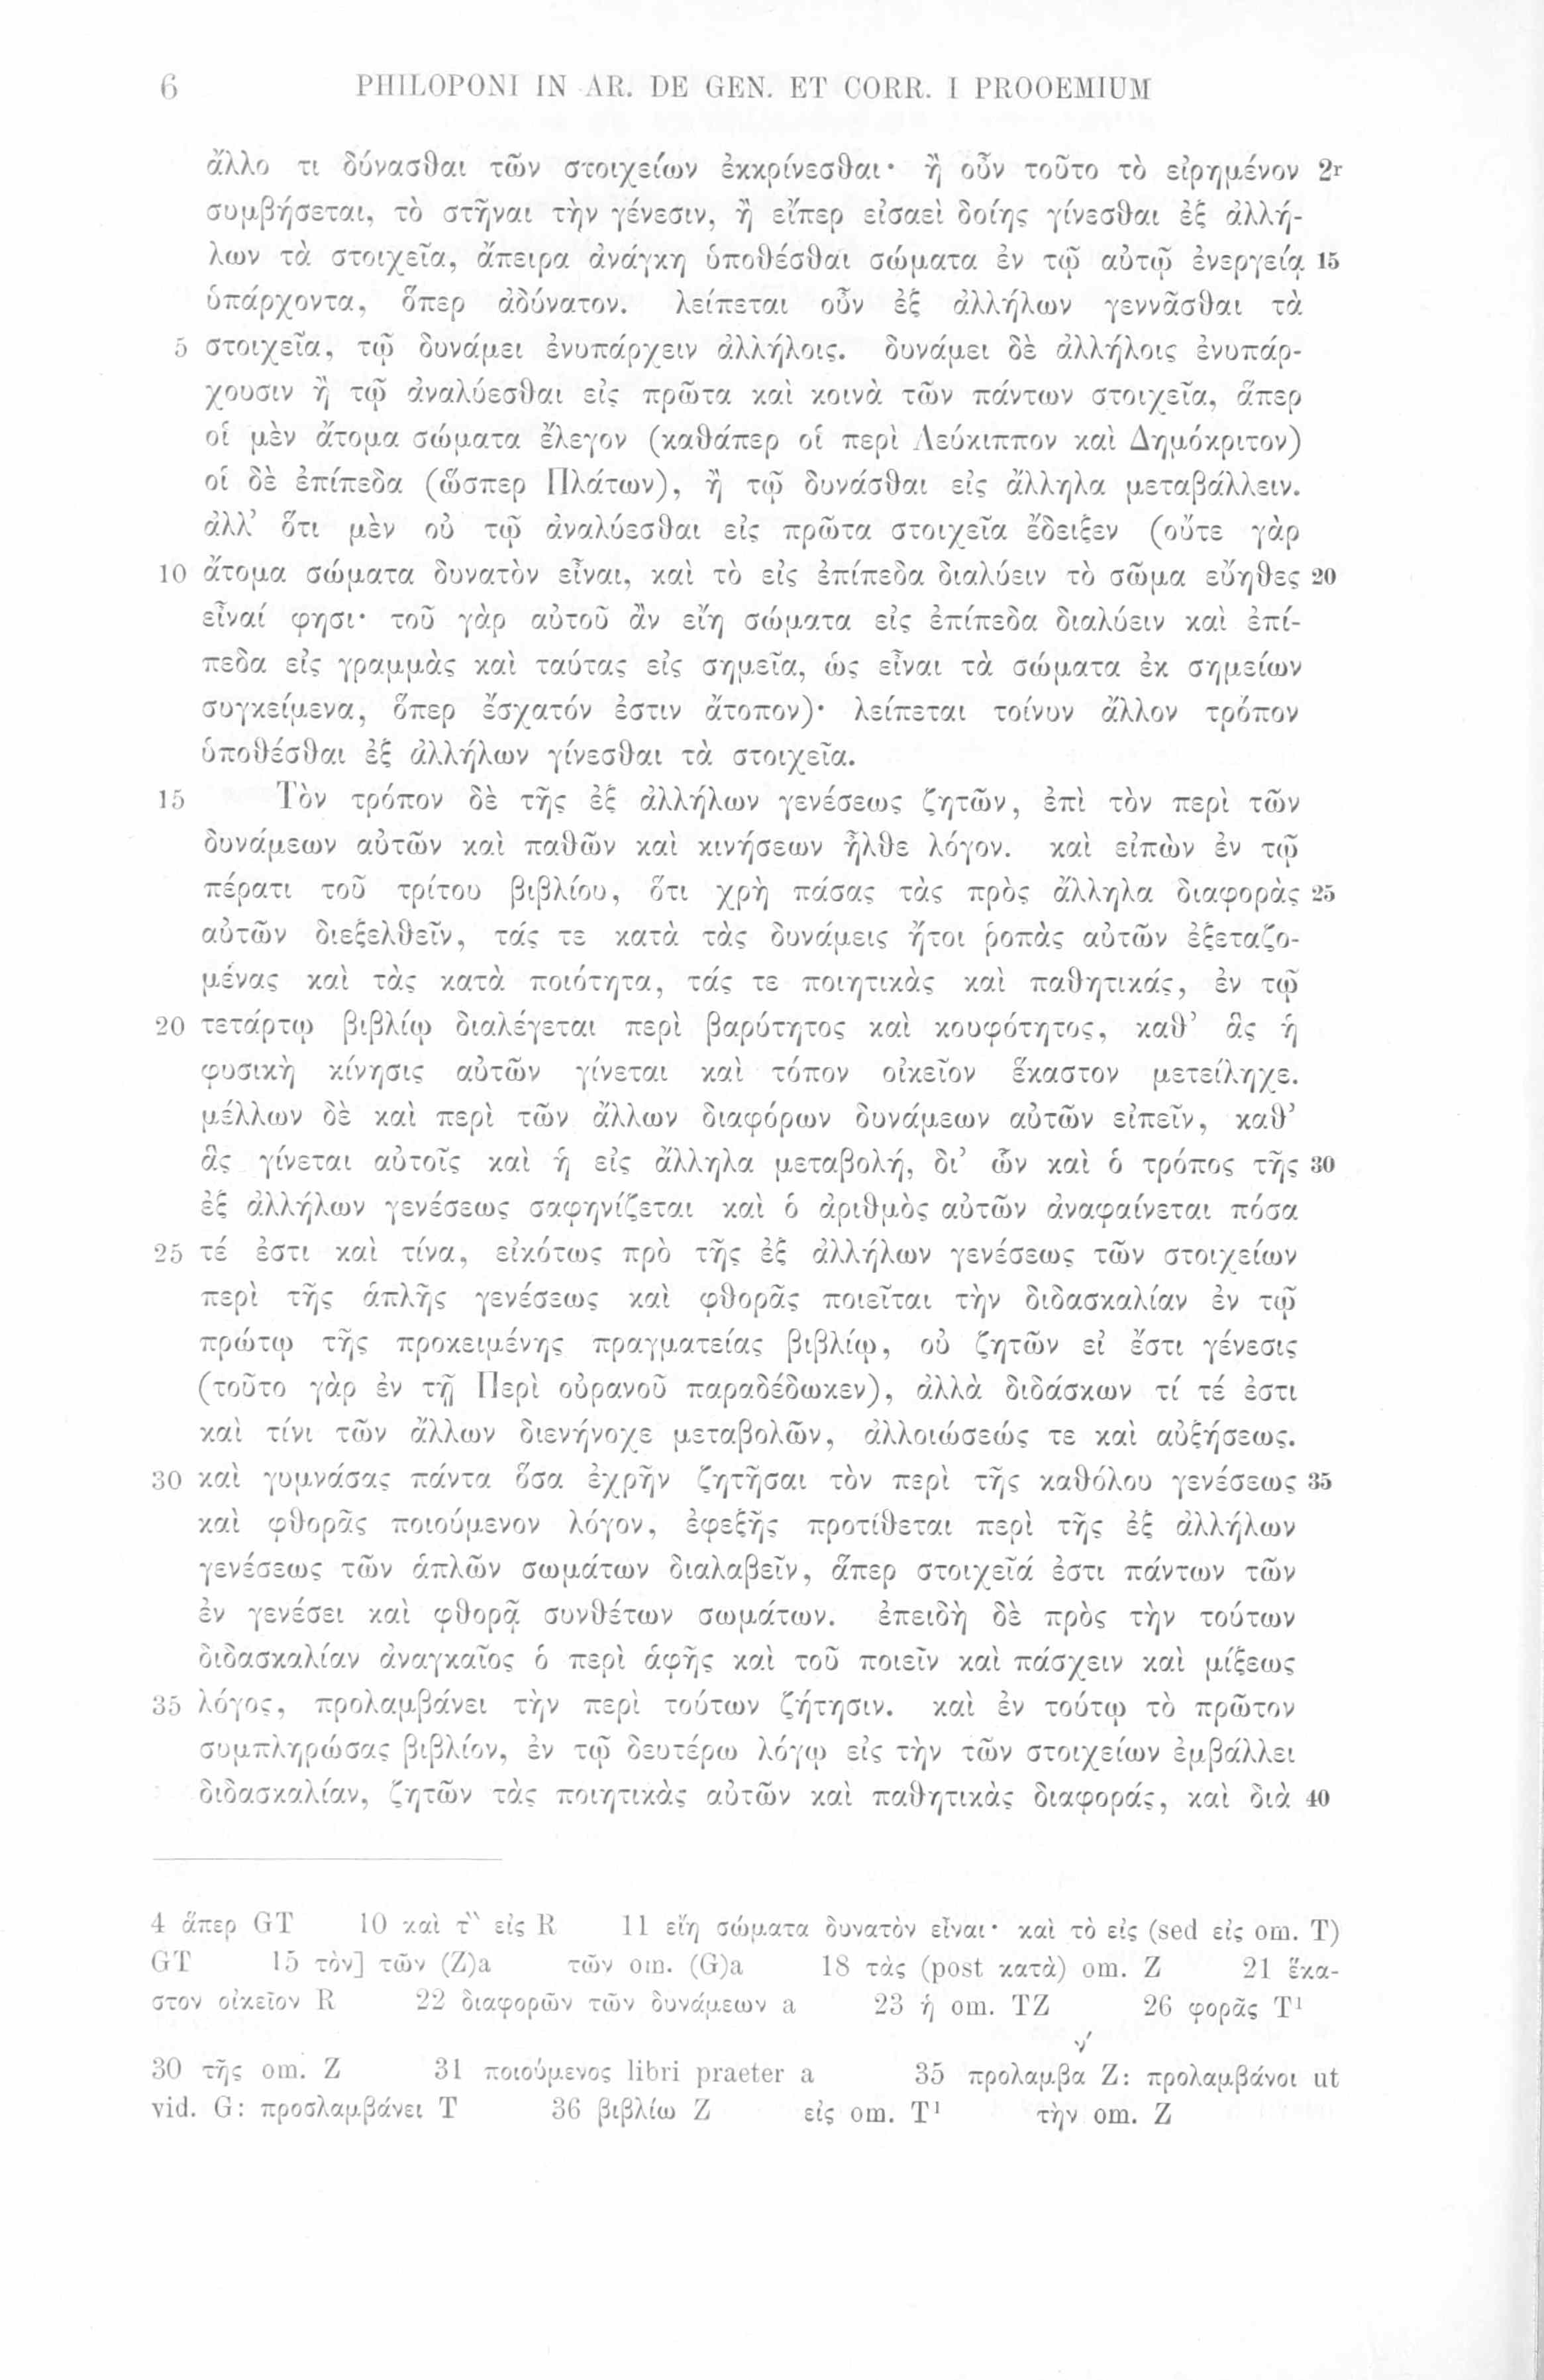 6 PHILOPONI IN AR. DE GEN. ET CORR. I PROOEMIUM
ἄλλο τι δύνασθαι τῶν στοιχείων ἐκκρίνεσθαι· ἢ οὖν τοῦτο τὸ εἰρημένον 2r
συμβήσεται, τὸ στῆναι τὴν γένεσιν, ἢ εἴπερ εἰσαεὶ δοίης γίνεσθαι ἐξ ἀλλή-
λων τὰ στοιχεῖα, ἄπειρα ἀνάγκη ὑποθέσθαι σώματα ἐν τῷ αὐτῷ ἐνεργείᾳ 15
ὑπάρχοντα, ὅπερ ἀδύνατον. λείπεται οὖν ἐξ ἀλλήλων γεννᾶσθαι τὰ
5 στοιχεῖα, τῷ δυνάμει ἐνυπάρχειν ἀλλήλοις. δυνάμει δὲ ἀλλήλοις ἐνυπάρ-
χουσιν ἢ τῷ ἀναλύεσθαι εἰς πρῶτα καὶ κοινὰ τῶν πάντων στοιχεῖα, ἅπερ
οἱ μὲν ἄτομα σώματα ἔλεγον (καθάπερ οἱ περὶ Λεύκιππον καὶ Δημόκριτον)
οἱ δὲ ἐπίπεδα (ὥσπερ Πλάτων), ἢ τῷ δυνάσθαι εἰς ἄλληλα μεταβάλλειν.
ἀλλ’ ὅτι μὲν οὐ τῷ ἀναλύεσθαι εἰς πρῶτα στοιχεῖα ἔδειξεν (οὔτε γὰρ
10 ἄτομα σώματα δυνατὸν εἶναι, καὶ τὸ εἰς ἐπίπεδα διαλύειν τὸ σῶμα εὔηθες 20
εἶναί φησι· τοῦ γὰρ αὐτοῦ ἂν εἴη σώματα εἰς ἐπίπεδα διαλύειν καὶ ἐπί-
πεδα εἰς γραμμὰς καὶ ταύτας εἰς σημεῖα, ὡς εἶναι τὰ σώματα ἐκ σημείων
συγκείμενα, ὅπερ ἔσχατόν ἐστιν ἄτοπον)· λείπεται τοίνυν ἄλλον τρόπον
ὑποθέσθαι ἐξ ἀλλήλων γίνεσθαι τὰ στοιχεῖα.
15 Τὸν τρόπον δὲ τῆς ἐξ ἀλλήλων γενέσεως ζητῶν, ἐπὶ τὸν περὶ τῶν
δυνάμεων αὐτῶν καὶ παθῶν καὶ κινήσεων ἦλθε λόγον. καὶ εἰπὼν ἐν τῷ
πέρατι τοῦ τρίτου βιβλίου, ὅτι χρὴ πάσας τὰς πρὸς ἄλληλα διαφορὰς 25
αὐτῶν διεξελθεῖν, τάς τε κατὰ τὰς δυνάμεις ἤτοι ῥοπὰς αὐτῶν ἐξεταζο-
μένας καὶ τὰς κατὰ ποιότητα, τάς τε ποιητικὰς καὶ παθητικάς, ἐν τῷ
20 τετάρτῳ βιβλίῳ διαλέγεται περὶ βαρύτητος καὶ κουφότητος, καθ’ ἃς ἡ
φυσικὴ κίνησις αὐτῶν γίνεται καὶ τόπον οἰκεῖον ἕκαστον μετείληχε.
μέλλων δὲ καὶ περὶ τῶν ἄλλων διαφόρων δυνάμεων αὐτῶν εἰπεῖν, καθ’
ἃς γίνεται αὐτοῖς καὶ ἡ εἰς ἄλληλα μεταβολή, δι’ ὧν καὶ ὁ τρόπος τῆς 30
ἐξ ἀλλήλων γενέσεως σαφηνίζεται καὶ ὁ ἀριθμὸς αὐτῶν ἀναφαίνεται πόσα
25 τέ ἐστι καὶ τίνα, εἰκότως πρὸ τῆς ἐξ ἀλλήλων γενέσεως τῶν στοιχείων
περὶ τῆς ἁπλῆς γενέσεως καὶ φθορᾶς ποιεῖται τὴν διδασκαλίαν ἐν τῷ
πρώτῳ τῆς προκειμένης πραγματείας βιβλίῳ, οὐ ζητῶν εἰ ἔστι γένεσις
(τοῦτο γὰρ ἐν τῇ Περὶ οὐρανοῦ παραδέδωκεν), ἀλλὰ διδάσκων τί τέ ἐστι
καὶ τίνι τῶν ἄλλων διενήνοχε μεταβολῶν, ἀλλοιώσεώς τε καὶ αὐξήσεως.
30 καὶ γυμνάσας πάντα ὅσα ἐχρῆν ζητῆσαι τὸν περὶ τῆς καθόλου γενέσεως 35
καὶ φθορᾶς ποιούμενον λόγον, ἐφεξῆς προτίθεται περὶ τῆς ἐξ ἀλλήλων
γενέσεως τῶν ἁπλῶν σωμάτων διαλαβεῖν, ἅπερ στοιχεῖά ἐστι πάντων τῶν
ἐν γενέσει καὶ φθορᾷ συνθέτων σωμάτων. ἐπειδὴ δὲ πρὸς τὴν τούτων
διδασκαλίαν ἀναγκαῖος ὁ περὶ ἁφῆς καὶ τοῦ ποιεῖν καὶ πάσχειν καὶ μίξεως
35 λόγος, προλαμβάνει τὴν περὶ τούτων ζήτησιν. καὶ ἐν τούτῳ τὸ πρῶτον
συμπληρώσας βιβλίον, ἐν τῷ δευτέρῳ λόγῳ εἰς τὴν τῶν στοιχείων ἐμβάλλει
διδασκαλίαν, ζητῶν τὰς ποιητικὰς αὐτῶν καὶ παθητικὰς διαφοράς, καὶ διὰ 40
4 ἅπερ GT 10 καὶ τ`` εἰς R 11 εἴη σώματα δυνατὸν εἶναι· καὶ τὸ εἰς (sed εἰς om. T)
GT 15 τὸν] τῶν (Z)a τῶν om. (G)a 18 τὰς (post κατὰ) om. Z 21 ἕκα-
στον οἰκεῖον R 22 διαφορῶν τῶν δυνάμεων a 23 ἡ om. TZ 26 φορᾶς T¹
30 τῆς om. Z 31 ποιούμενος libri praeter a 35 προλαμβα Z: προλαμβάνοι ut
vid. G: προσλαμβάνει T 36 βιβλίω Z εἰς om. T¹ τὴν om. Z